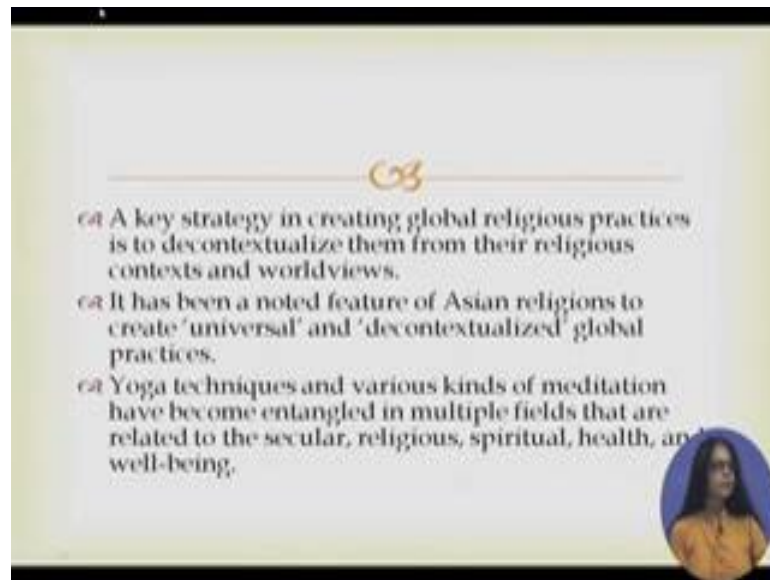 A key strategy in creating global religious practices
is to decontextualize them from their religious
contexts and worldviews.
It has been a noted feature of Asian religions to
create 'universal' and 'decontextualized' global
practices.
Yoga techniques and various kinds of meditation
have become entangled in multiple fields that are
related to the secular, religious, spiritual, health,
well-being.